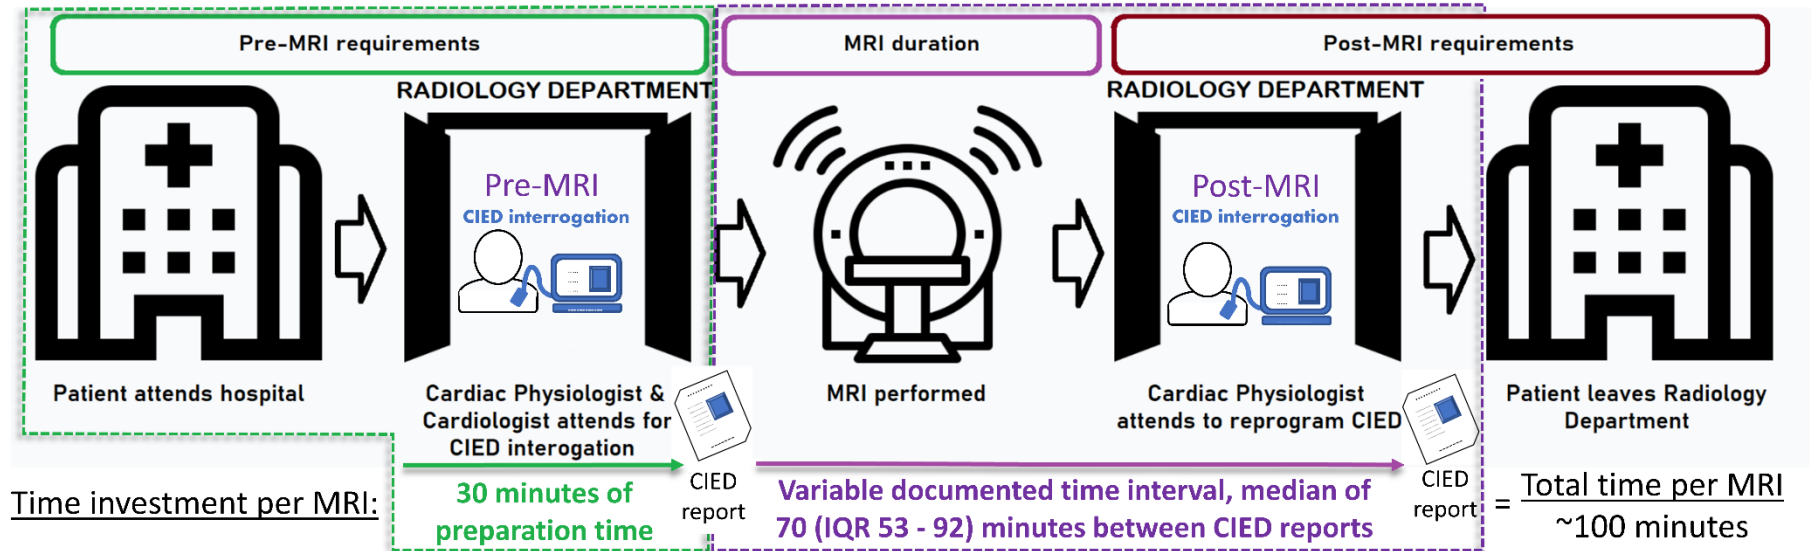 Pre-MRI requirements
MRI duration
Post-MRI requirements
RADIOLOGY DEPARTMENT
RADIOLOGY DEPARTMENT
Pre-MRI
CIED interrogation
Post-MRI
CIED interrogation
Patient attends hospital
Cardiac Physiologist &
Cardiologist attends for
CIED interogation
MRI performed
Cardiac Physiologist
attends to reprogram CIED
Patient leaves Radiology
Department
Time investment per MRI:
30 minutes of
preparation time
CIED
report
Variable documented time interval, median of
70 (IQR 53 - 92) minutes between CIED reports
CIED
report
= Total time per MRI
~100 minutes